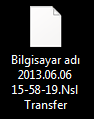 Bilgisayar adı
2013.06.06
15-58-19.Nsl
Transfer